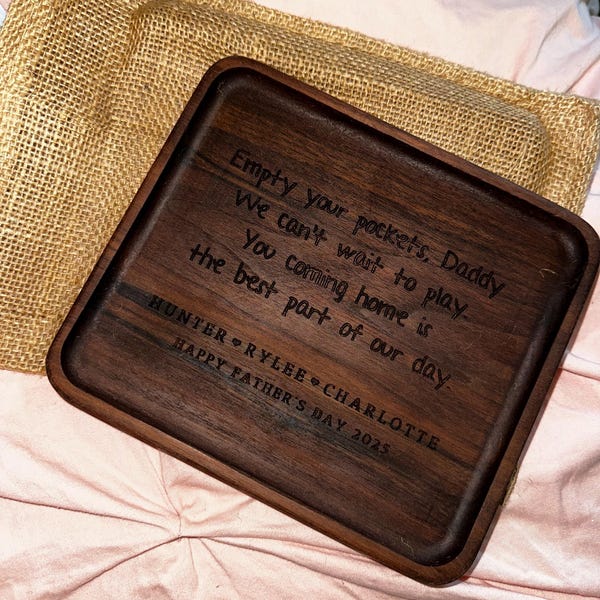 Empty your pockets, Daddy
We can't wait to play.
You coming home is
the best part of our day.
HUNTER ♥ RYLEE ♥ CHARLOTTE
HAPPY FATHER'S DAY 2025